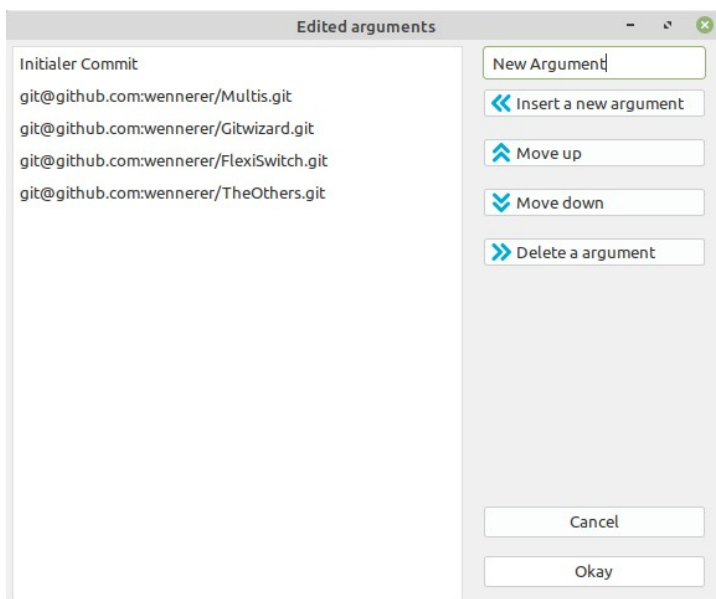 Edited arguments
Initialer Commit
git@github.com:wennerer/Multis.git
git@github.com:wennerer/Gitwizard.git
git@github.com:wennerer/FlexiSwitch.git
git@github.com:wennerer/TheOthers.git
New Argument
Insert a new argument
Move up
Move down
Delete a argument
Cancel
Okay